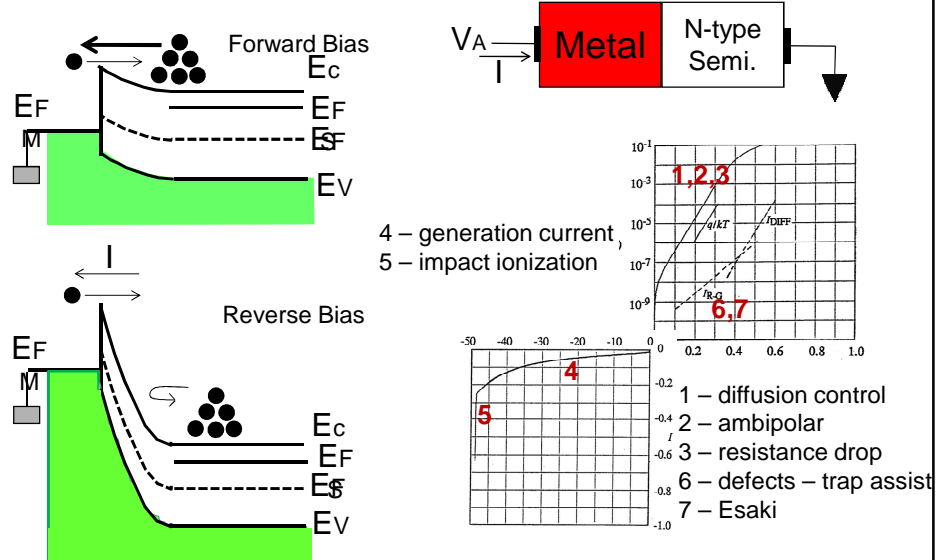 Forward Bias
EC
EF
EF
M
EV
VA
I
Metal
N-type
Semi.
4 – generation current
5 – impact ionization
10-1
10-3
10-5
10-7
10-9
1,2,3
q/kT
IDIFF
IR-G
6,7
0.2 0.4 0.6 0.8 1.0
I
Reverse Bias
EF
M
EC
EF
EV
-50 -40 -30 -20 -10 0
0
-0.2
-0.4
-0.6
-0.8
-1.0
I
4
5
1 – diffusion control
2 – ambipolar
3 – resistance drop
6 – defects – trap assist
7 – Esaki